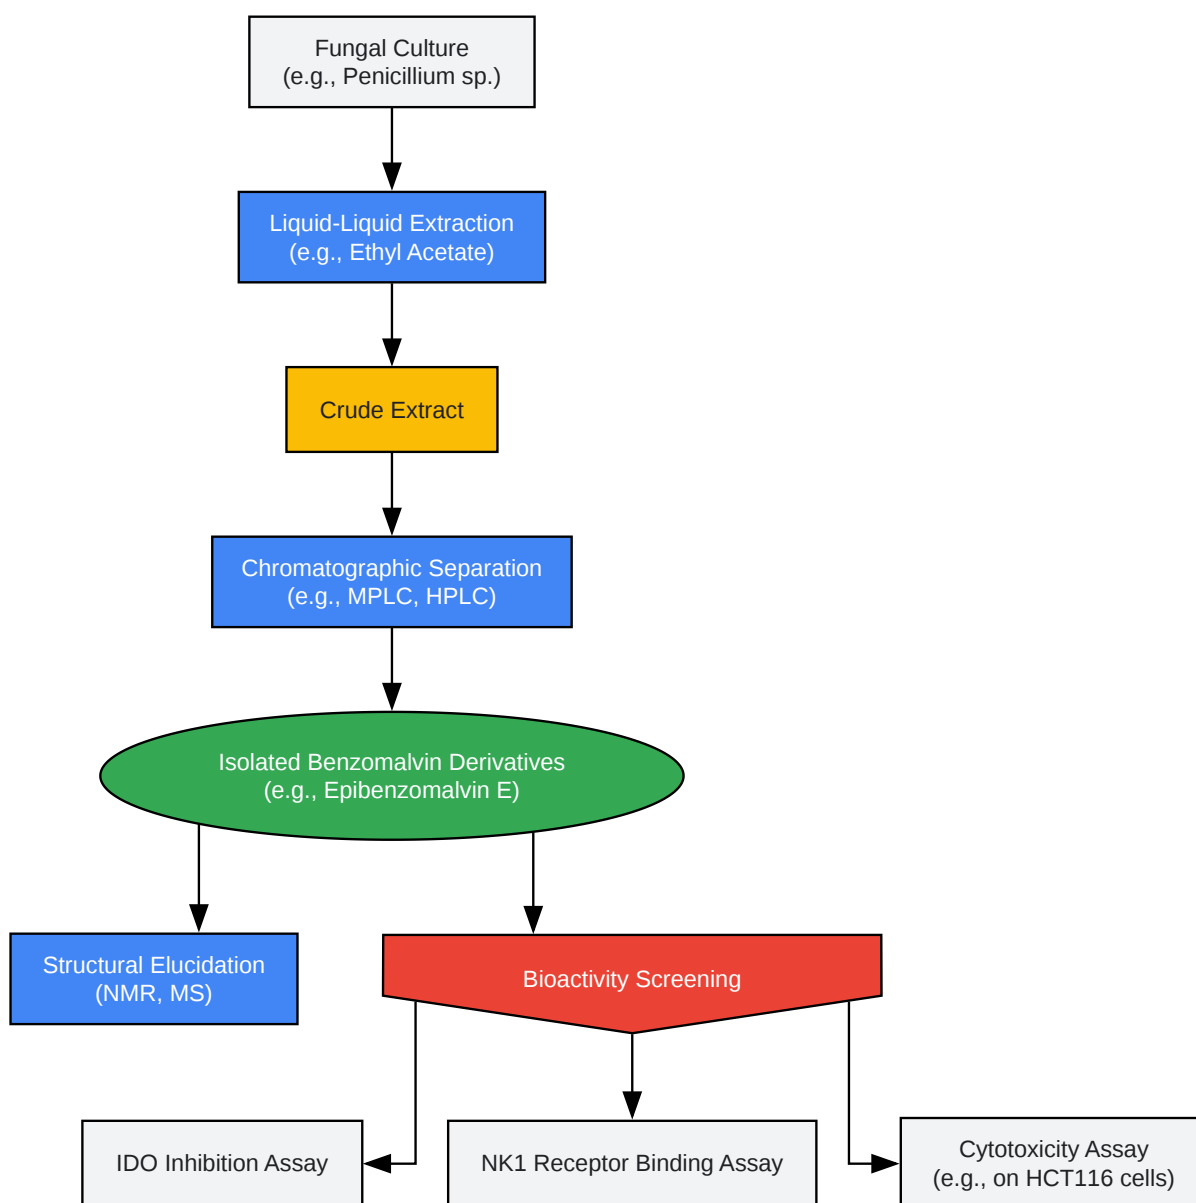 Fungal Culture
(e.g., Penicillium sp.)
Liquid-Liquid Extraction
(e.g., Ethyl Acetate)
Crude Extract
Chromatographic Separation
(e.g., MPLC, HPLC)
Isolated Benzomalvin Derivatives
(e.g., Epibenzomalvin E)
Structural Elucidation
(NMR, MS)
Bioactivity Screening
IDO Inhibition Assay
NK1 Receptor Binding Assay
Cytotoxicity Assay
(e.g., on HCT116 cells)